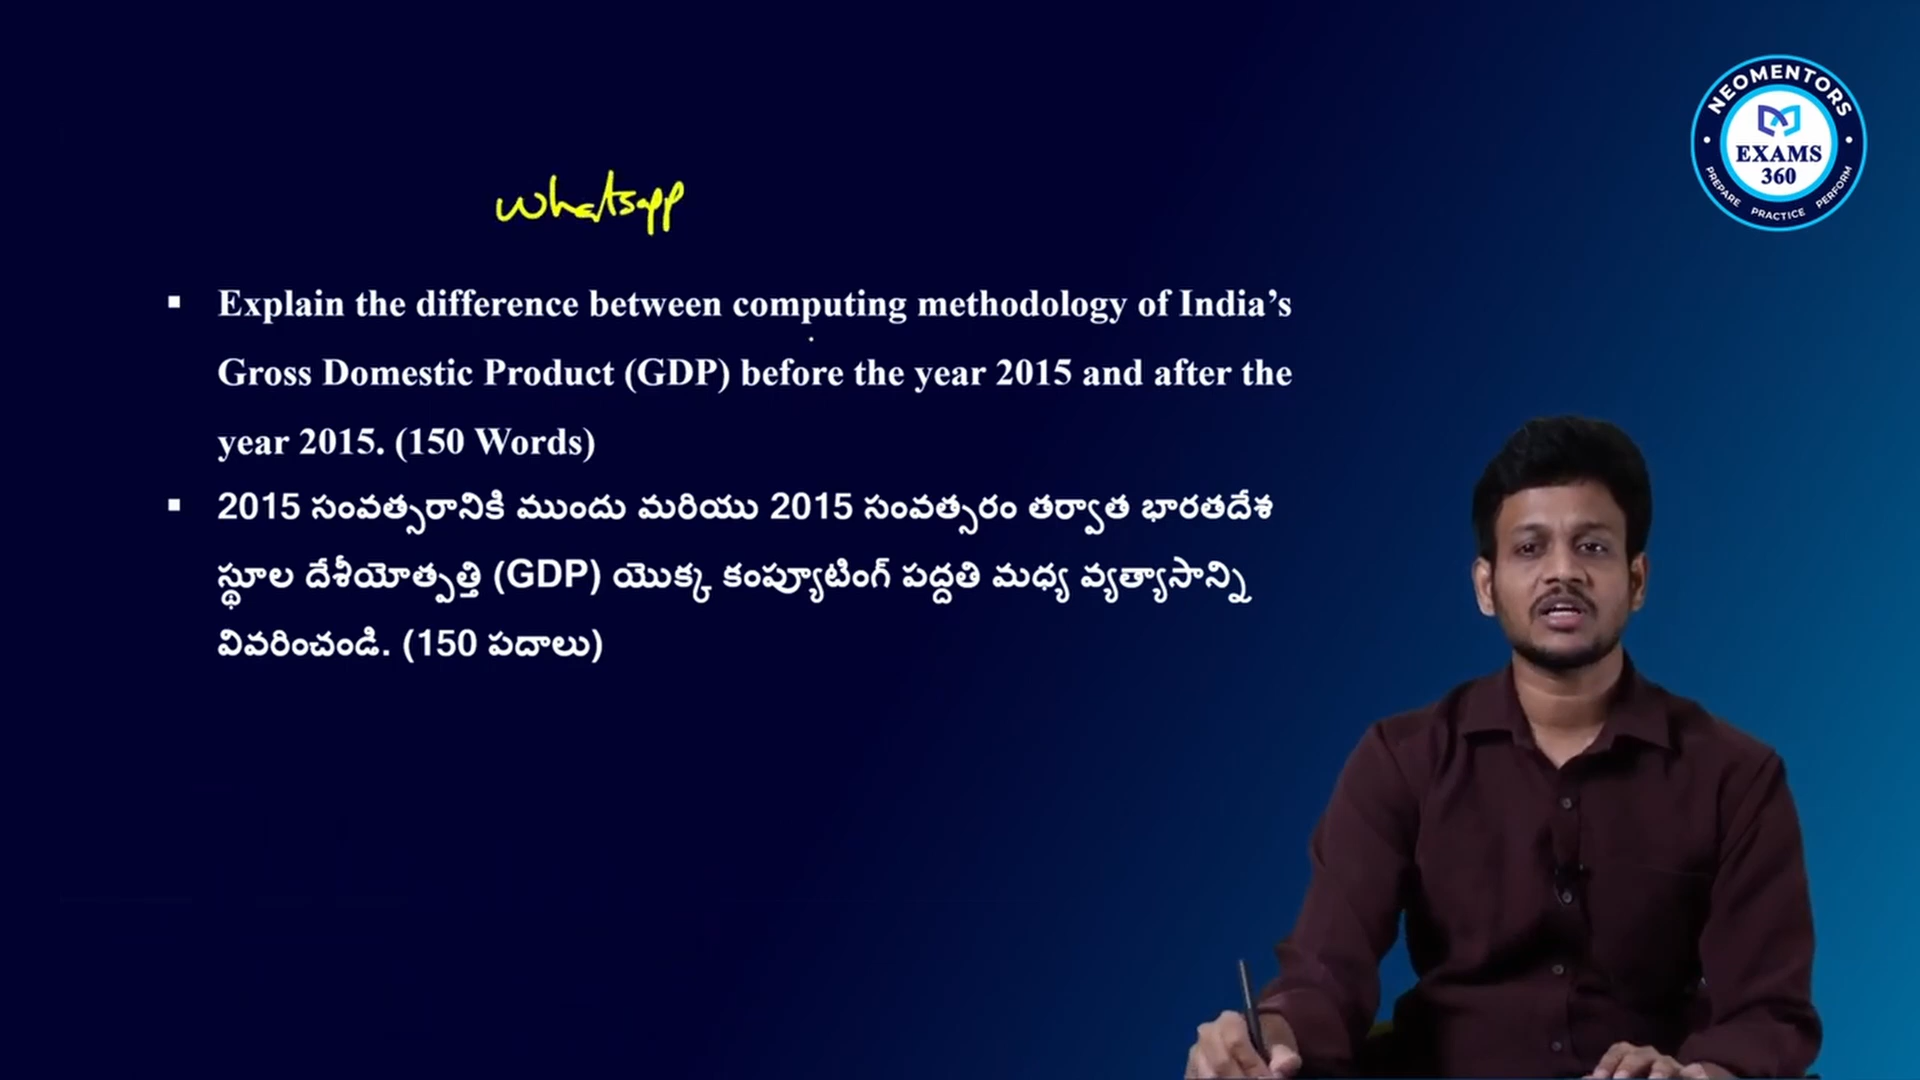 NEOMENTORS
EXAMS
360
PREPARE PRACTICE PERFORM
whatsapp
▪ Explain the difference between computing methodology of India’s
Gross Domestic Product (GDP) before the year 2015 and after the
year 2015. (150 Words)
▪ 2015 సంవత్సరానికి ముందు మరియు 2015 సంవత్సరం తర్వాత భారతదేశ
స్థూల దేశీయోత్పత్తి (GDP) యొక్క కంప్యూటింగ్ పద్దతి మధ్య వ్యత్యాసాన్ని
వివరించండి. (150 పదాలు)